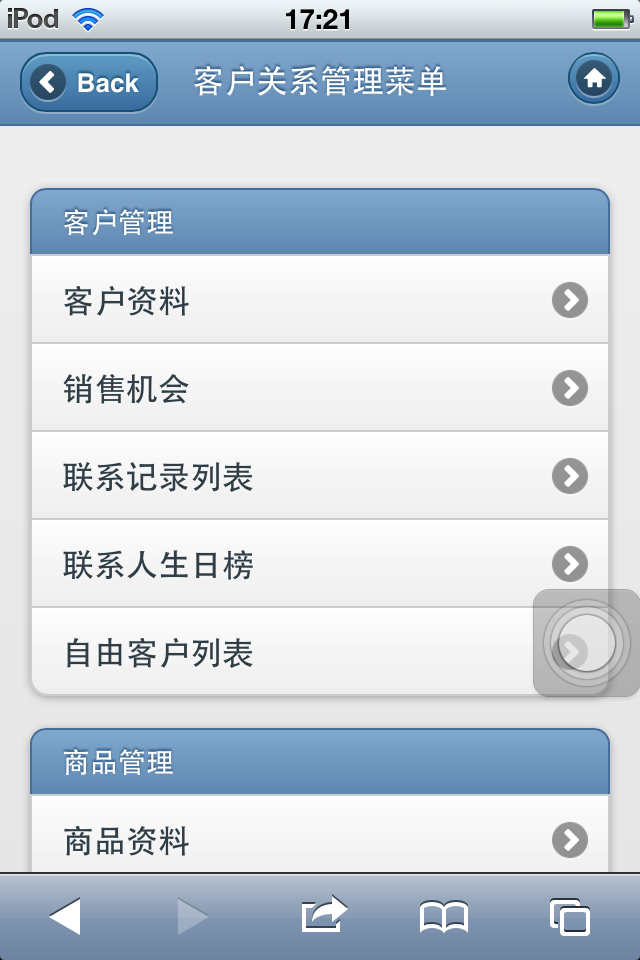 iPod 17:21
Back 客户关系管理菜单
客户管理
客户资料
销售机会
联系记录列表
联系人生日榜
自由客户列表
商品管理
商品资料